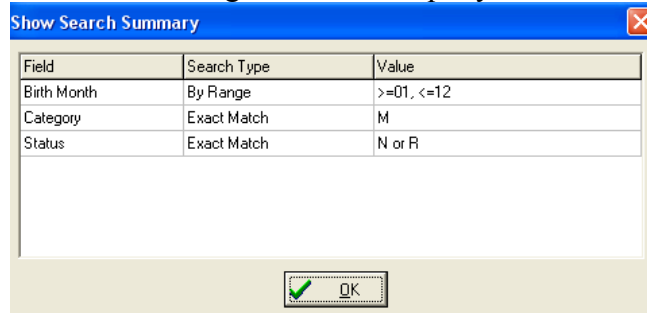 Show Search Summary
Field Search Type Value
Birth Month By Range >=01, <=12
Category Exact Match M
Status Exact Match N or R
OK